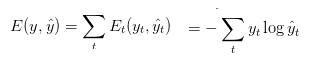 E(y, ŷ) = ∑_t E_t(y_t, ŷ_t) = − ∑_t y_t log ŷ_t